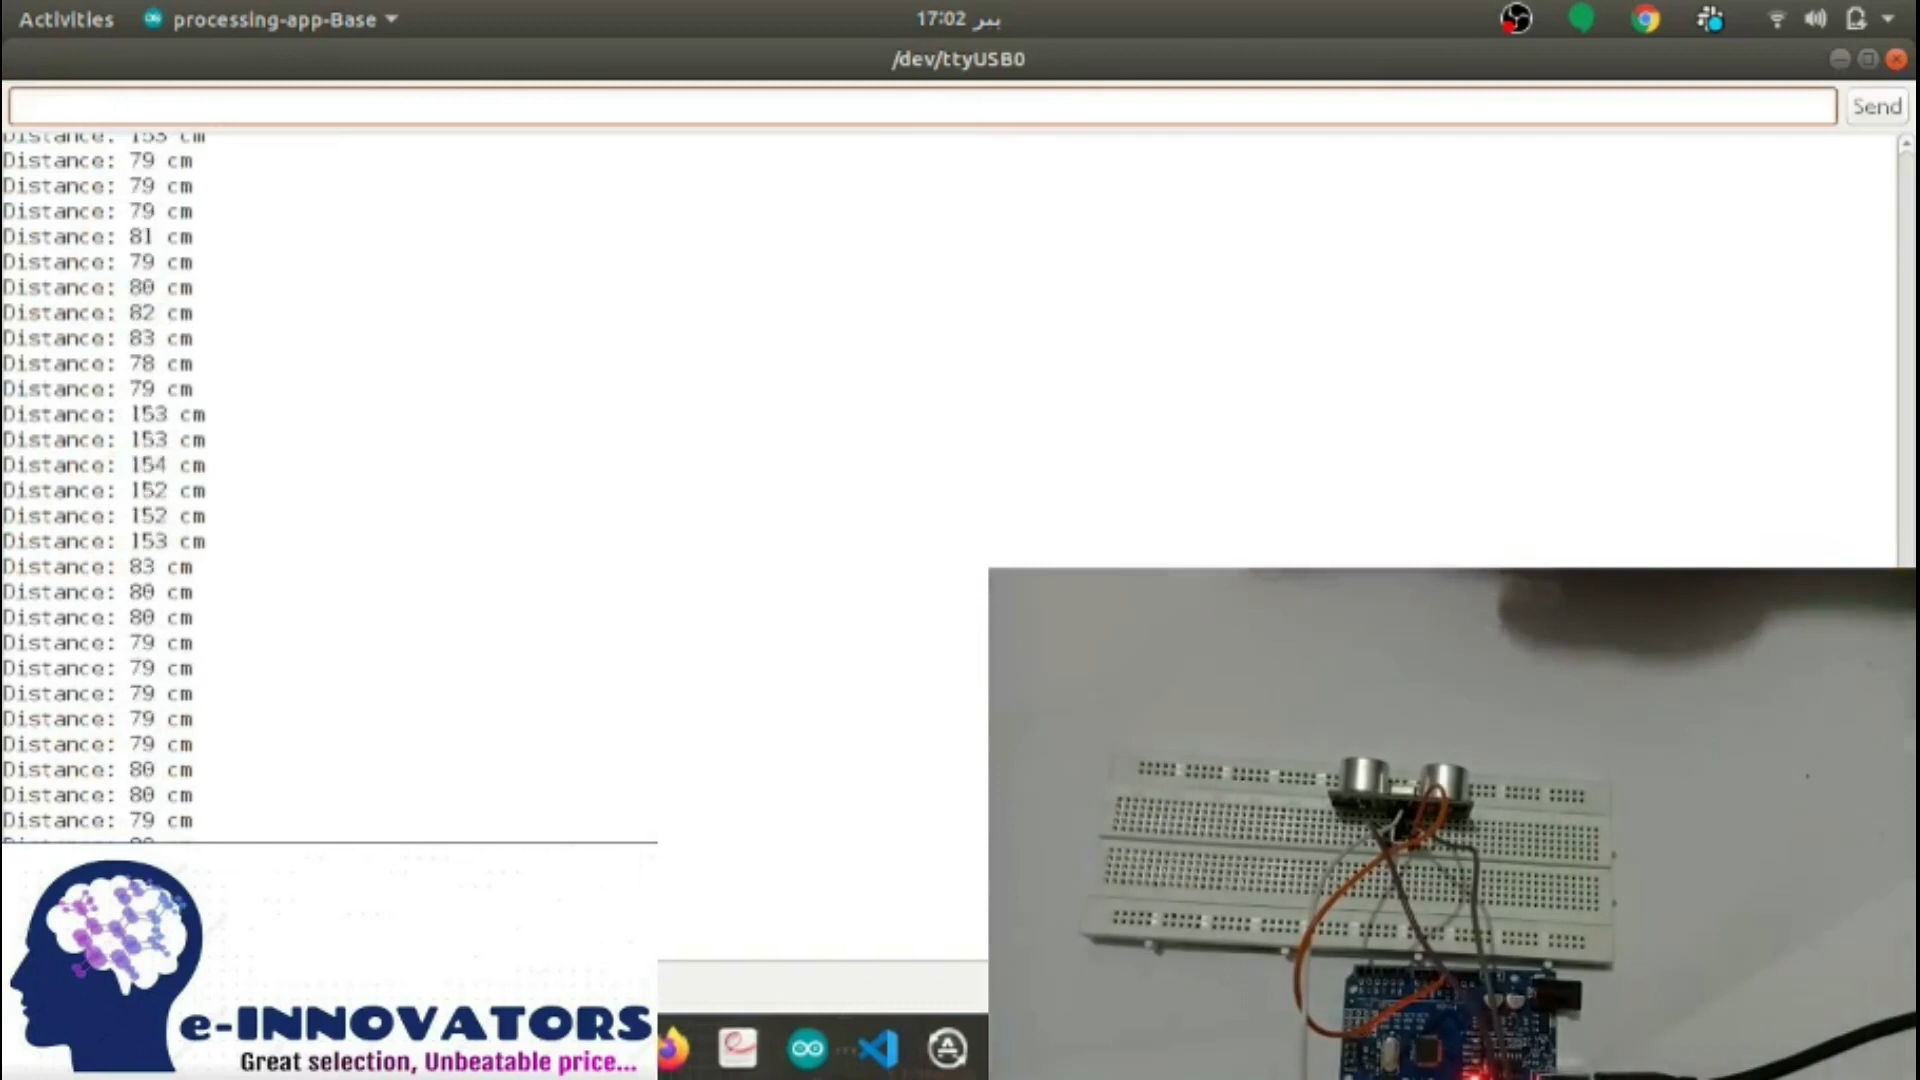 Activities
processing-app-Base
17:02 پیر
/dev/ttyUSB0
Send
Distance: 153 cm
Distance: 79 cm
Distance: 79 cm
Distance: 79 cm
Distance: 81 cm
Distance: 79 cm
Distance: 80 cm
Distance: 82 cm
Distance: 83 cm
Distance: 78 cm
Distance: 79 cm
Distance: 153 cm
Distance: 153 cm
Distance: 154 cm
Distance: 152 cm
Distance: 152 cm
Distance: 153 cm
Distance: 83 cm
Distance: 80 cm
Distance: 80 cm
Distance: 79 cm
Distance: 79 cm
Distance: 79 cm
Distance: 79 cm
Distance: 79 cm
Distance: 80 cm
Distance: 80 cm
Distance: 79 cm
e-INNOVATORS
Great selection, Unbeatable price...